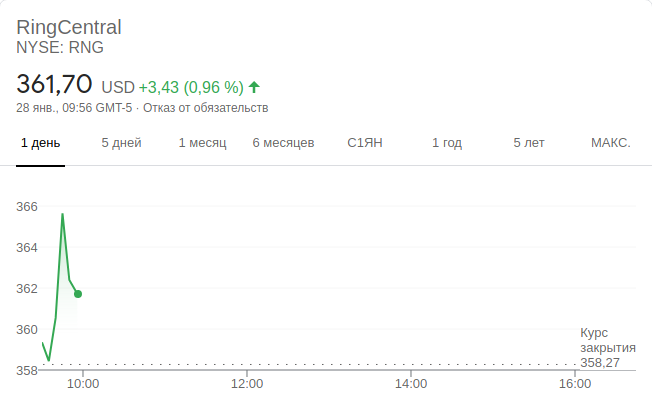 RingCentral
NYSE: RNG
361,70 USD +3,43 (0,96 %)
28 янв., 09:56 GMT-5 · Отказ от обязательств
1 день 5 дней 1 месяц 6 месяцев С1ЯН 1 год 5 лет МАКС.
366
364
362
360
358
Курс
закрытия
358,27
10:00 12:00 14:00 16:00